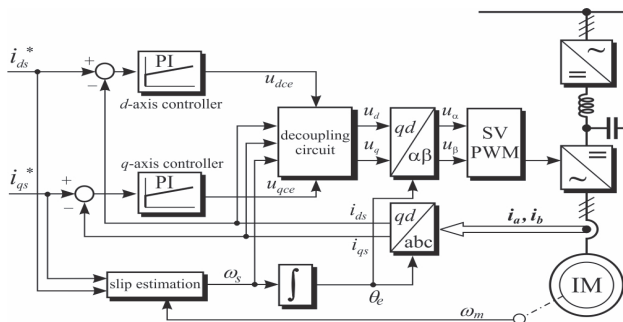 i_ds*
+
−
PI
d-axis controller
u_dce
decoupling
circuit
u_d
u_q
qd
αβ
u_α
u_β
SV
PWM
~
=
=
~
i_qs*
+
−
q-axis controller
PI
u_qce
i_ds
i_qs
qd
abc
i_a, i_b
slip estimation
ω_s
∫
θ_e
ω_m
IM